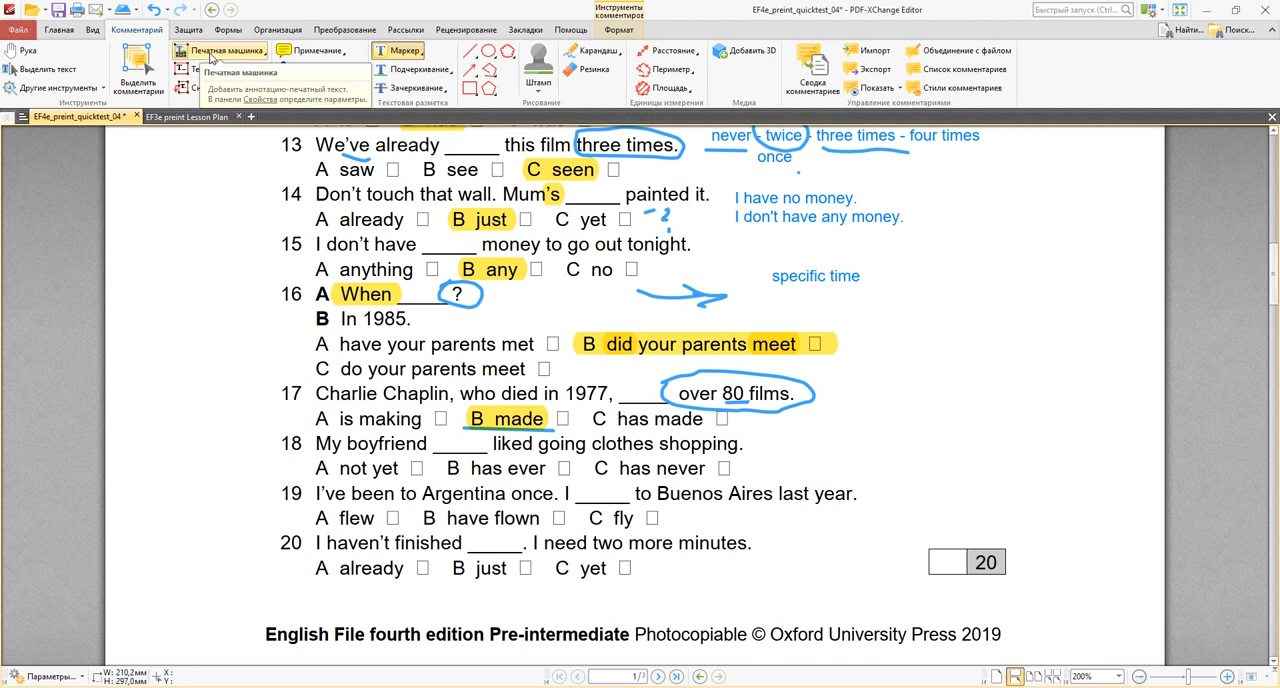 Инструменты комментариев
EF4e_preint_quicktest_04* - PDF-XChange Editor
Быстрый запуск (Ctrl...
Файл Главная Вид Комментарий Защита Формы Организация Преобразование Рассылки Рецензирование Закладки Помощь Формат Найти... Поиск...
Рука
Выделить текст
Другие инструменты
Инструменты
Выделить комментарии
Печатная машинка
Примечание
Печатная машинка
Добавить аннотацию-печатный текст.
В панели Свойства определите параметры.
Маркер
Подчеркивание
Зачеркивание
Текстовая разметка
Штамп
Карандаш
Резинка
Рисование
Расстояние
Периметр
Площадь
Единицы измерения
Добавить 3D
Медиа
Сводка комментариев
Импорт
Экспорт
Показать
Объединение с файлом
Список комментариев
Стили комментариев
Управление комментариями
EF4e_preint_quicktest_04 * EF3e preint Lesson Plan
13 We’ve already _____ this film three times.
never - twice - three times - four times
once
A saw B see C seen
14 Don’t touch that wall. Mum’s _____ painted it.
I have no money.
A already B just C yet - ?
I don't have any money.
15 I don’t have _____ money to go out tonight.
A anything B any C no
specific time
16 A When _____ ?
B In 1985.
A have your parents met B did your parents meet
C do your parents meet
17 Charlie Chaplin, who died in 1977, _____ over 80 films.
A is making B made C has made
18 My boyfriend _____ liked going clothes shopping.
A not yet B has ever C has never
19 I’ve been to Argentina once. I _____ to Buenos Aires last year.
A flew B have flown C fly
20 I haven’t finished _____. I need two more minutes.
20
A already B just C yet
English File fourth edition Pre-intermediate Photocopiable © Oxford University Press 2019
Параметры... W: 210,2мм X:
H: 297,0мм Y:
1/1
200%